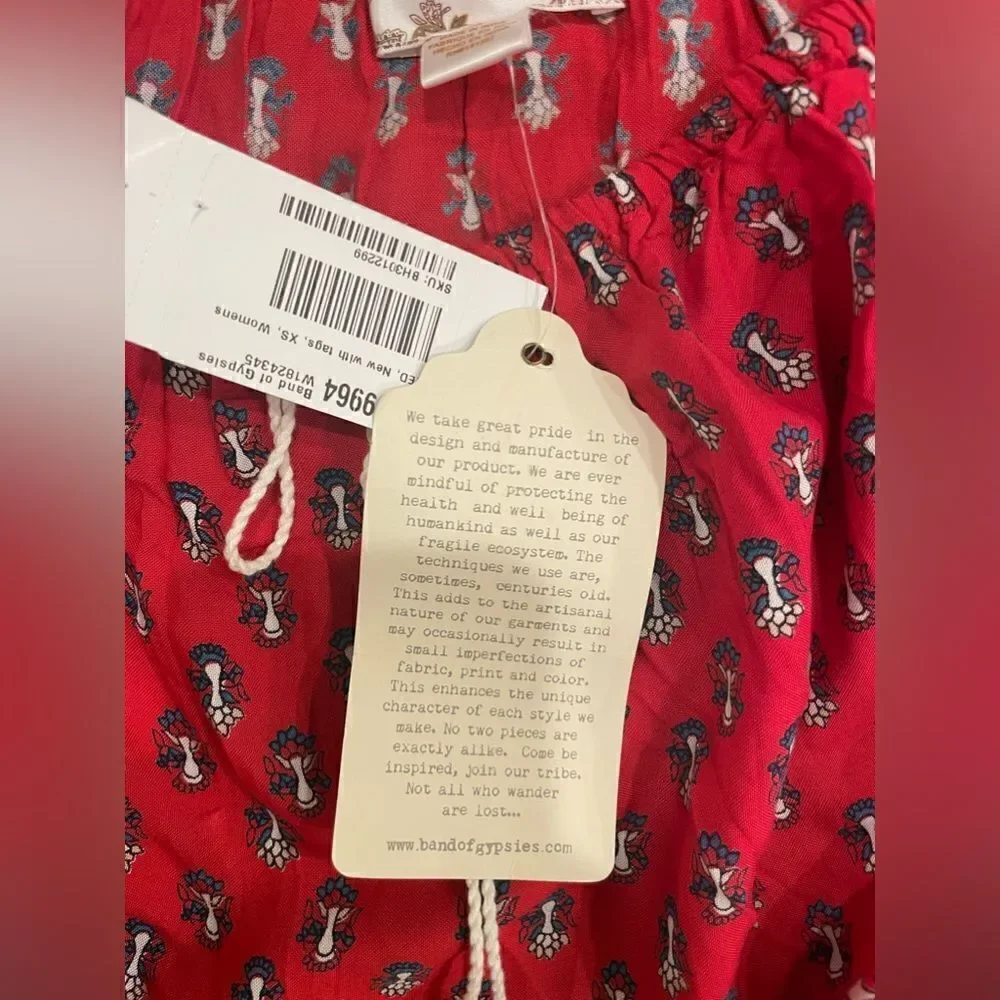 SKU: BH3012299
ED, New with tags, XS, Womens
Band of Gypsies
W1824345
9964
We take great pride in the
design and manufacture of
our product. We are ever
mindful of protecting the
health and well being of
humankind as well as our
fragile ecosystem. The
techniques we use are,
sometimes, centuries old.
This adds to the artisanal
nature of our garments and
may occasionally result in
small imperfections of
fabric, print and color.
This enhances the unique
character of each style we
make. No two pieces are
exactly alike. Come be
inspired, join our tribe.
Not all who wander
are lost...
www.bandofgypsies.com